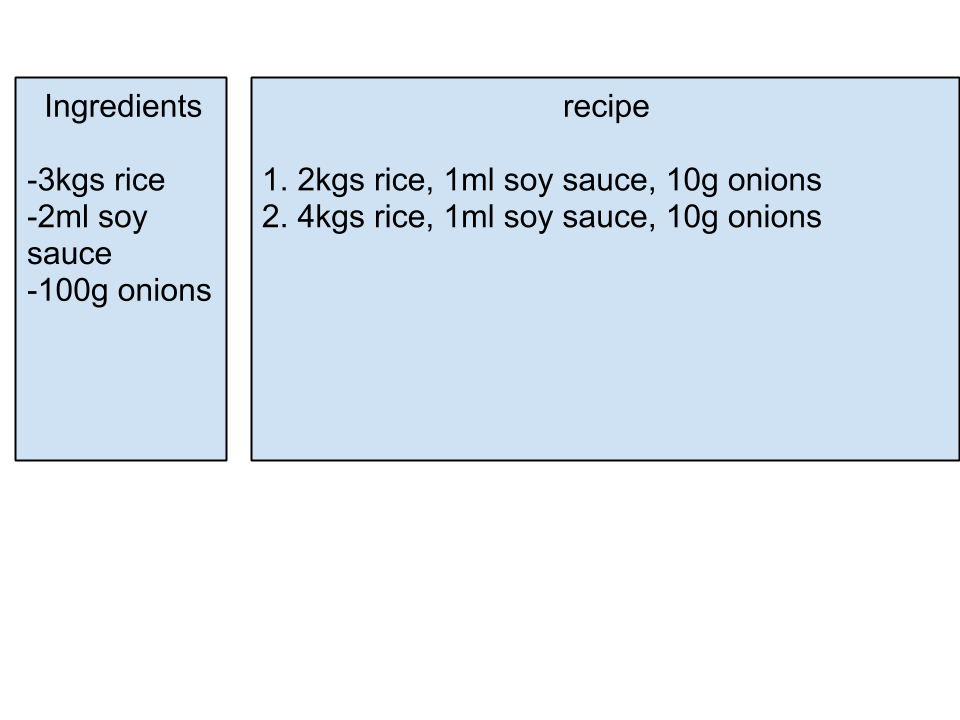 Ingredients
-3kgs rice
-2ml soy
sauce
-100g onions
recipe
1. 2kgs rice, 1ml soy sauce, 10g onions
2. 4kgs rice, 1ml soy sauce, 10g onions